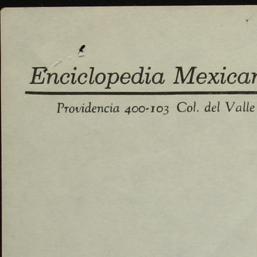 Enciclopedia Mexican
Providencia 400-103 Col. del Valle